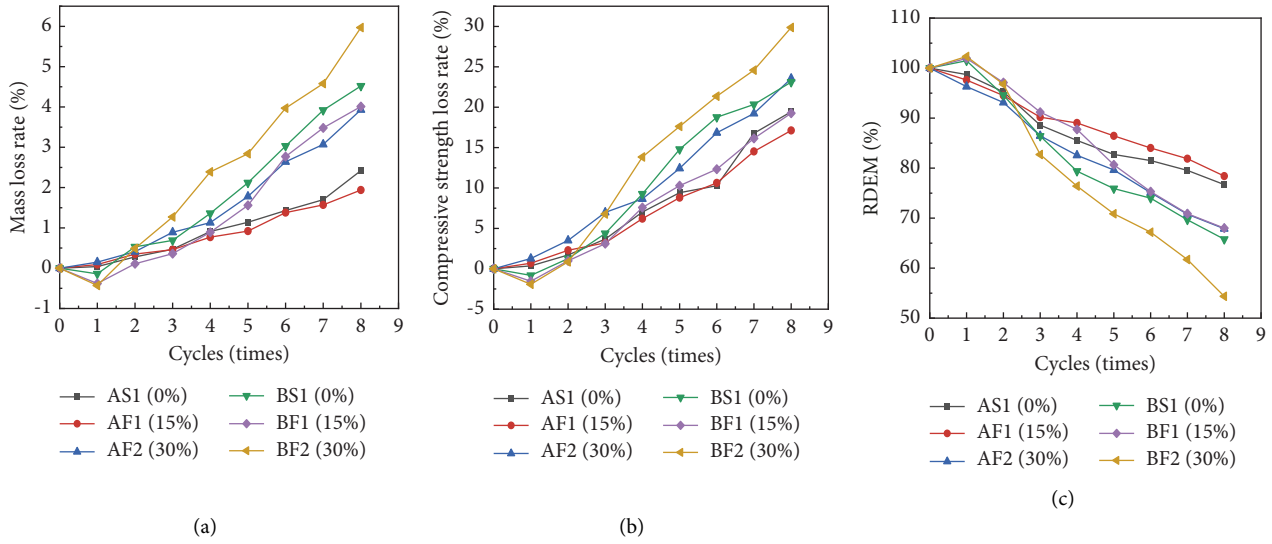 Mass loss rate (%)
6
5
4
3
2
1
0
-1
0 1 2 3 4 5 6 7 8 9
Cycles (times)
AS1 (0%) BS1 (0%)
AF1 (15%) BF1 (15%)
AF2 (30%) BF2 (30%)
(a)
Compressive strength loss rate (%)
30
25
20
15
10
5
0
-5
0 1 2 3 4 5 6 7 8 9
Cycles (times)
AS1 (0%) BS1 (0%)
AF1 (15%) BF1 (15%)
AF2 (30%) BF2 (30%)
(b)
RDEM (%)
110
100
90
80
70
60
50
0 1 2 3 4 5 6 7 8 9
Cycles (times)
AS1 (0%) BS1 (0%)
AF1 (15%) BF1 (15%)
AF2 (30%) BF2 (30%)
(c)